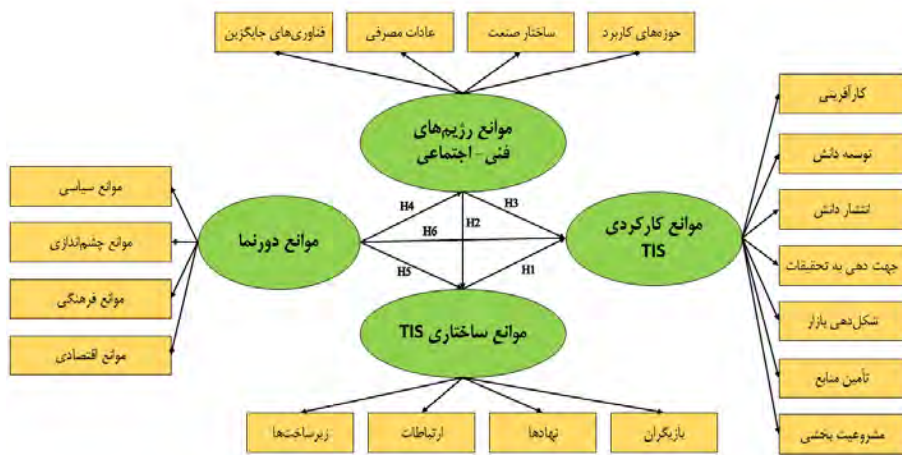 حوزه‌های کاربرد
ساختار صنعت
عادات مصرفی
فناوری‌های جایگزین
موانع رژیم‌های
فنی - اجتماعی
کارآفرینی
توسعه دانش
انتشار دانش
جهت دهی به تحقیقات
شکل‌دهی بازار
تأمین منابع
مشروعیت بخشی
موانع کارکردی
TIS
H3
H2
H4
H6
H1
H5
موانع دورنما
موانع سیاسی
موانع چشم‌اندازی
موانع فرهنگی
موانع اقتصادی
موانع ساختاری TIS
بازیگران
نهادها
ارتباطات
زیرساخت‌ها